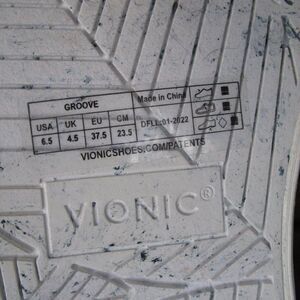 GROOVE
Made in China
USA UK EU CM
6.5 4.5 37.5 23.5
DFLL:01-2022
VIONICSHOES.COM/PATENTS
VIONIC®